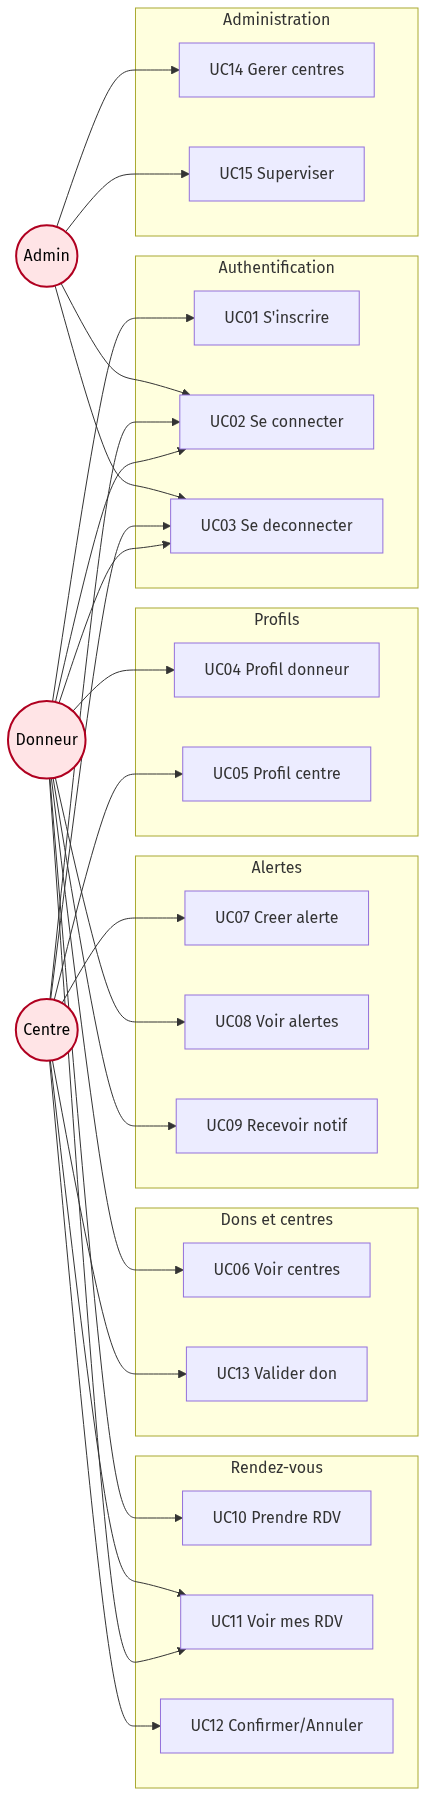 Administration
UC14 Gerer centres
UC15 Superviser
Admin
Authentification
UC01 S'inscrire
UC02 Se connecter
UC03 Se deconnecter
Profils
UC04 Profil donneur
Donneur
UC05 Profil centre
Alertes
UC07 Creer alerte
UC08 Voir alertes
Centre
UC09 Recevoir notif
Dons et centres
UC06 Voir centres
UC13 Valider don
Rendez-vous
UC10 Prendre RDV
UC11 Voir mes RDV
UC12 Confirmer/Annuler